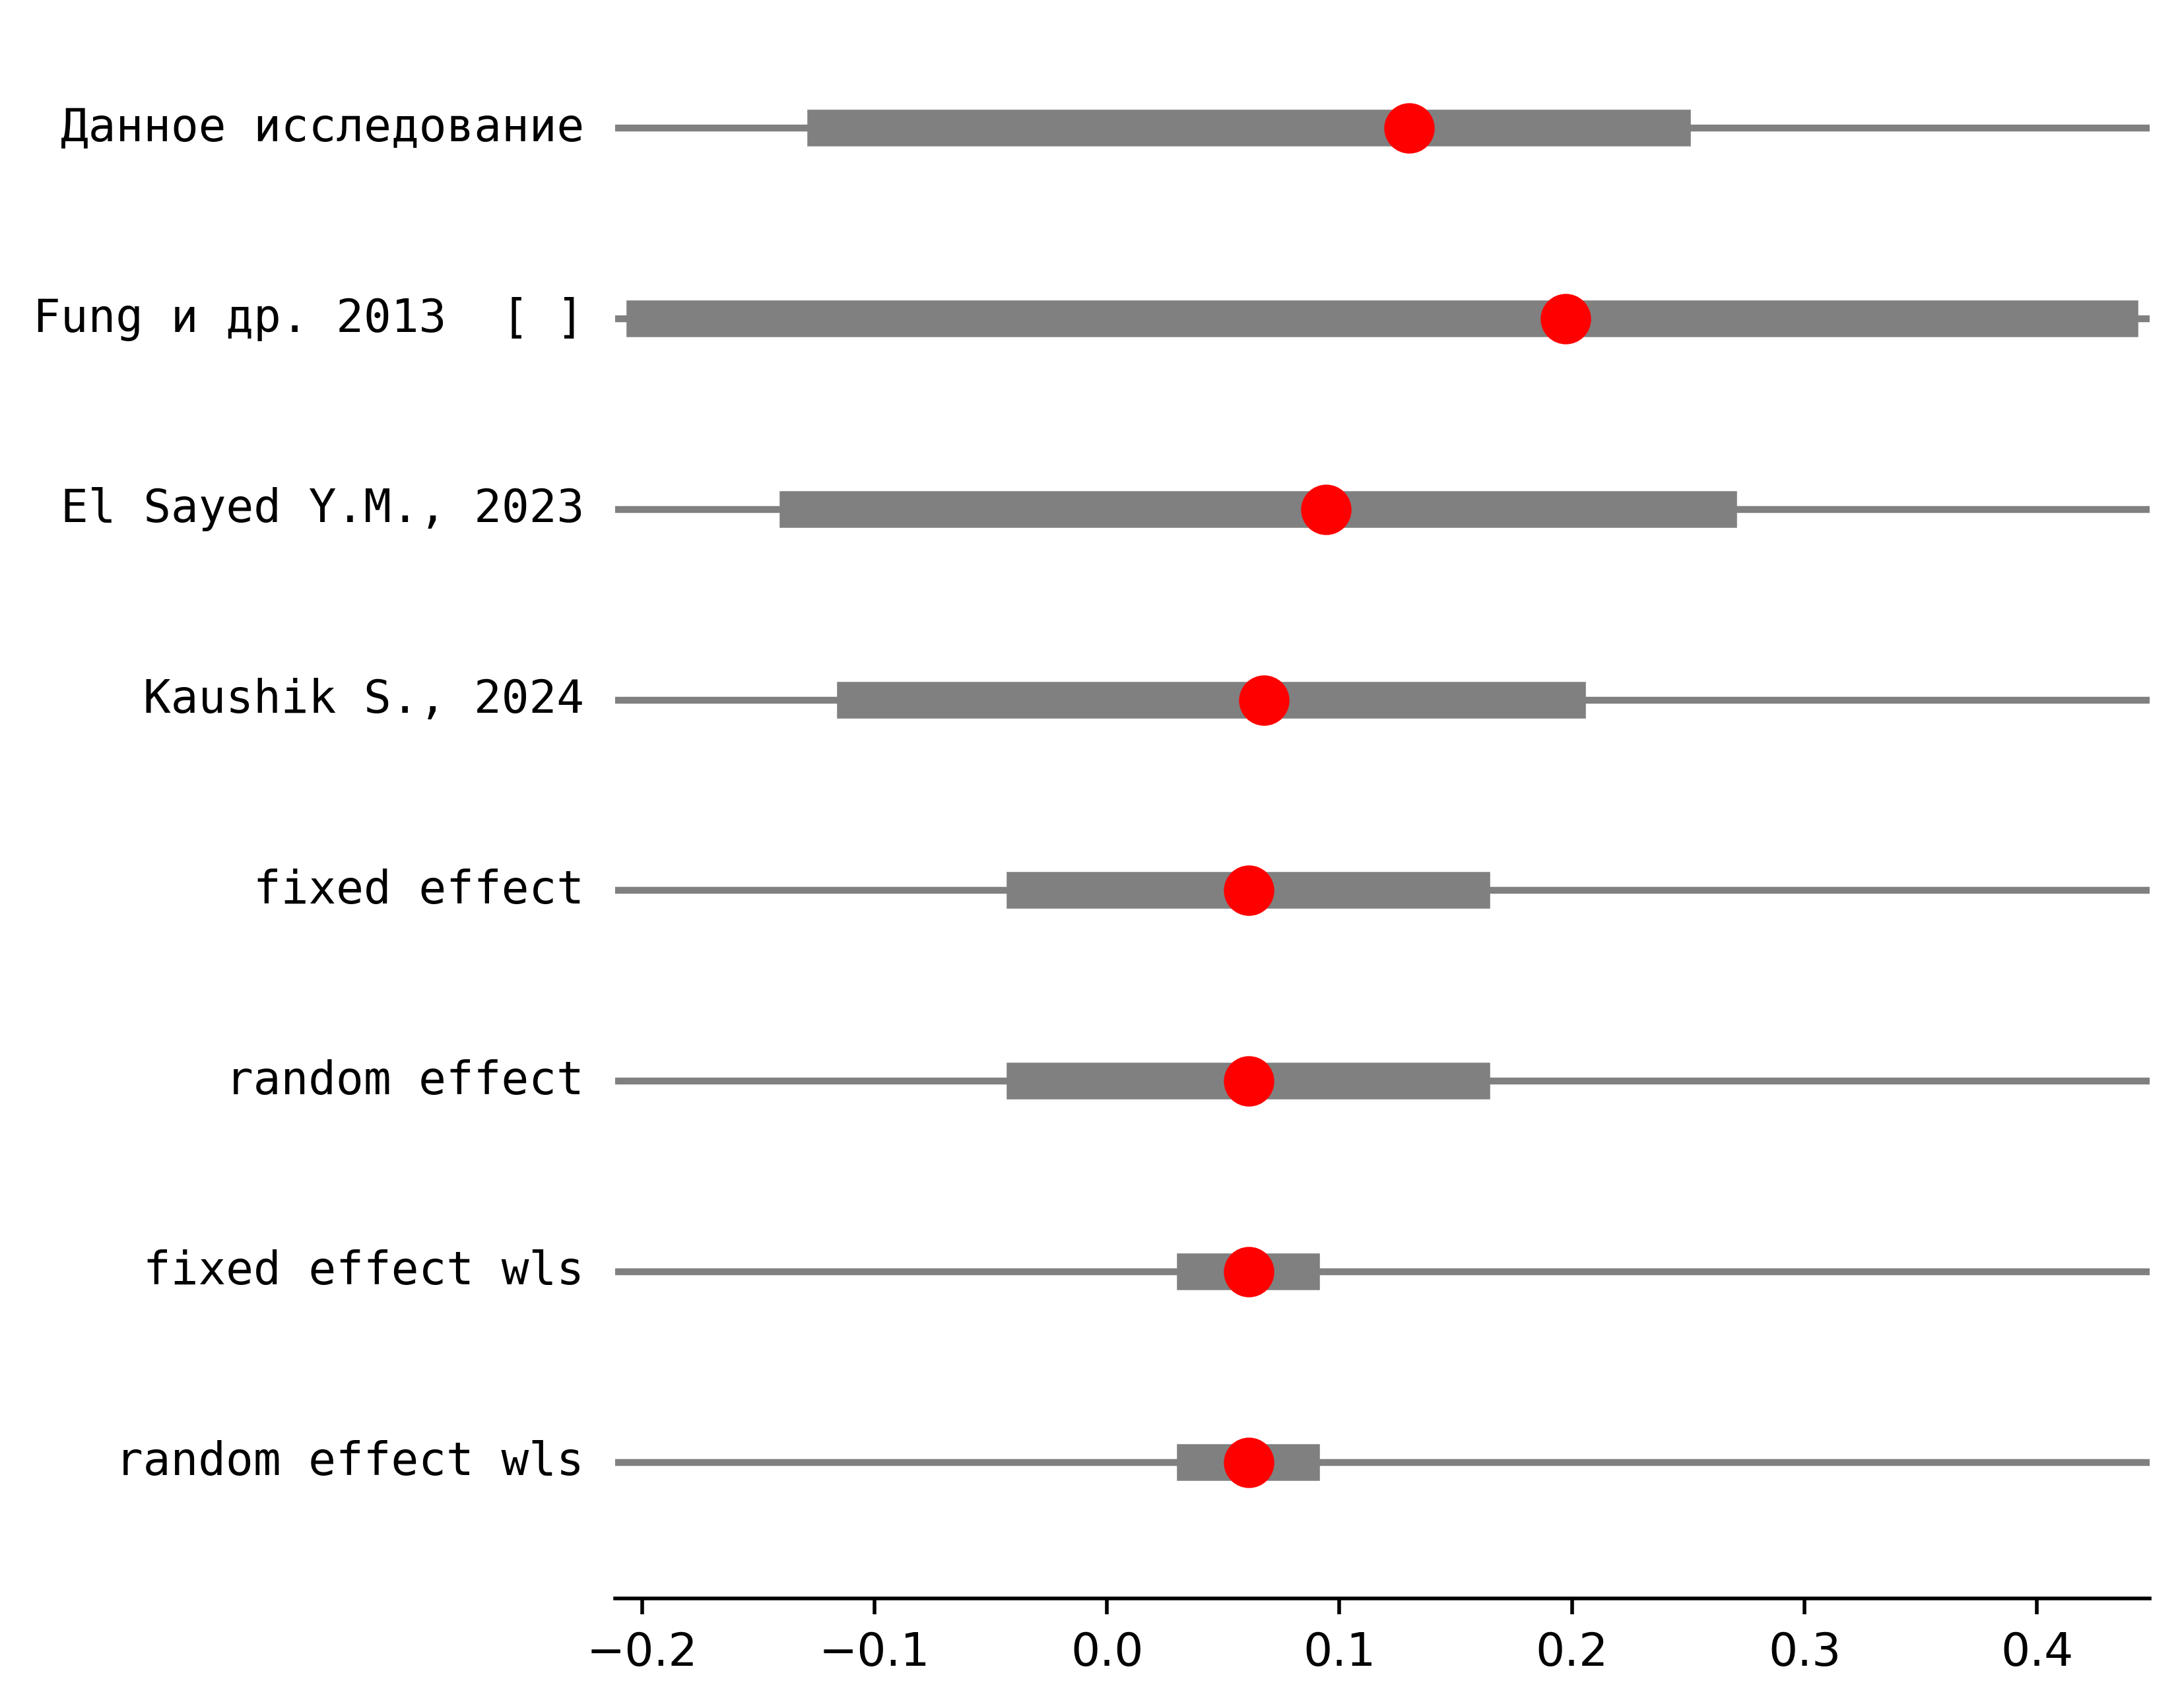 Данное исследование
Fung и др. 2013  [ ]
El Sayed Y.M., 2023
Kaushik S., 2024
fixed effect
random effect
fixed effect wls
random effect wls
−0.2 −0.1 0.0 0.1 0.2 0.3 0.4